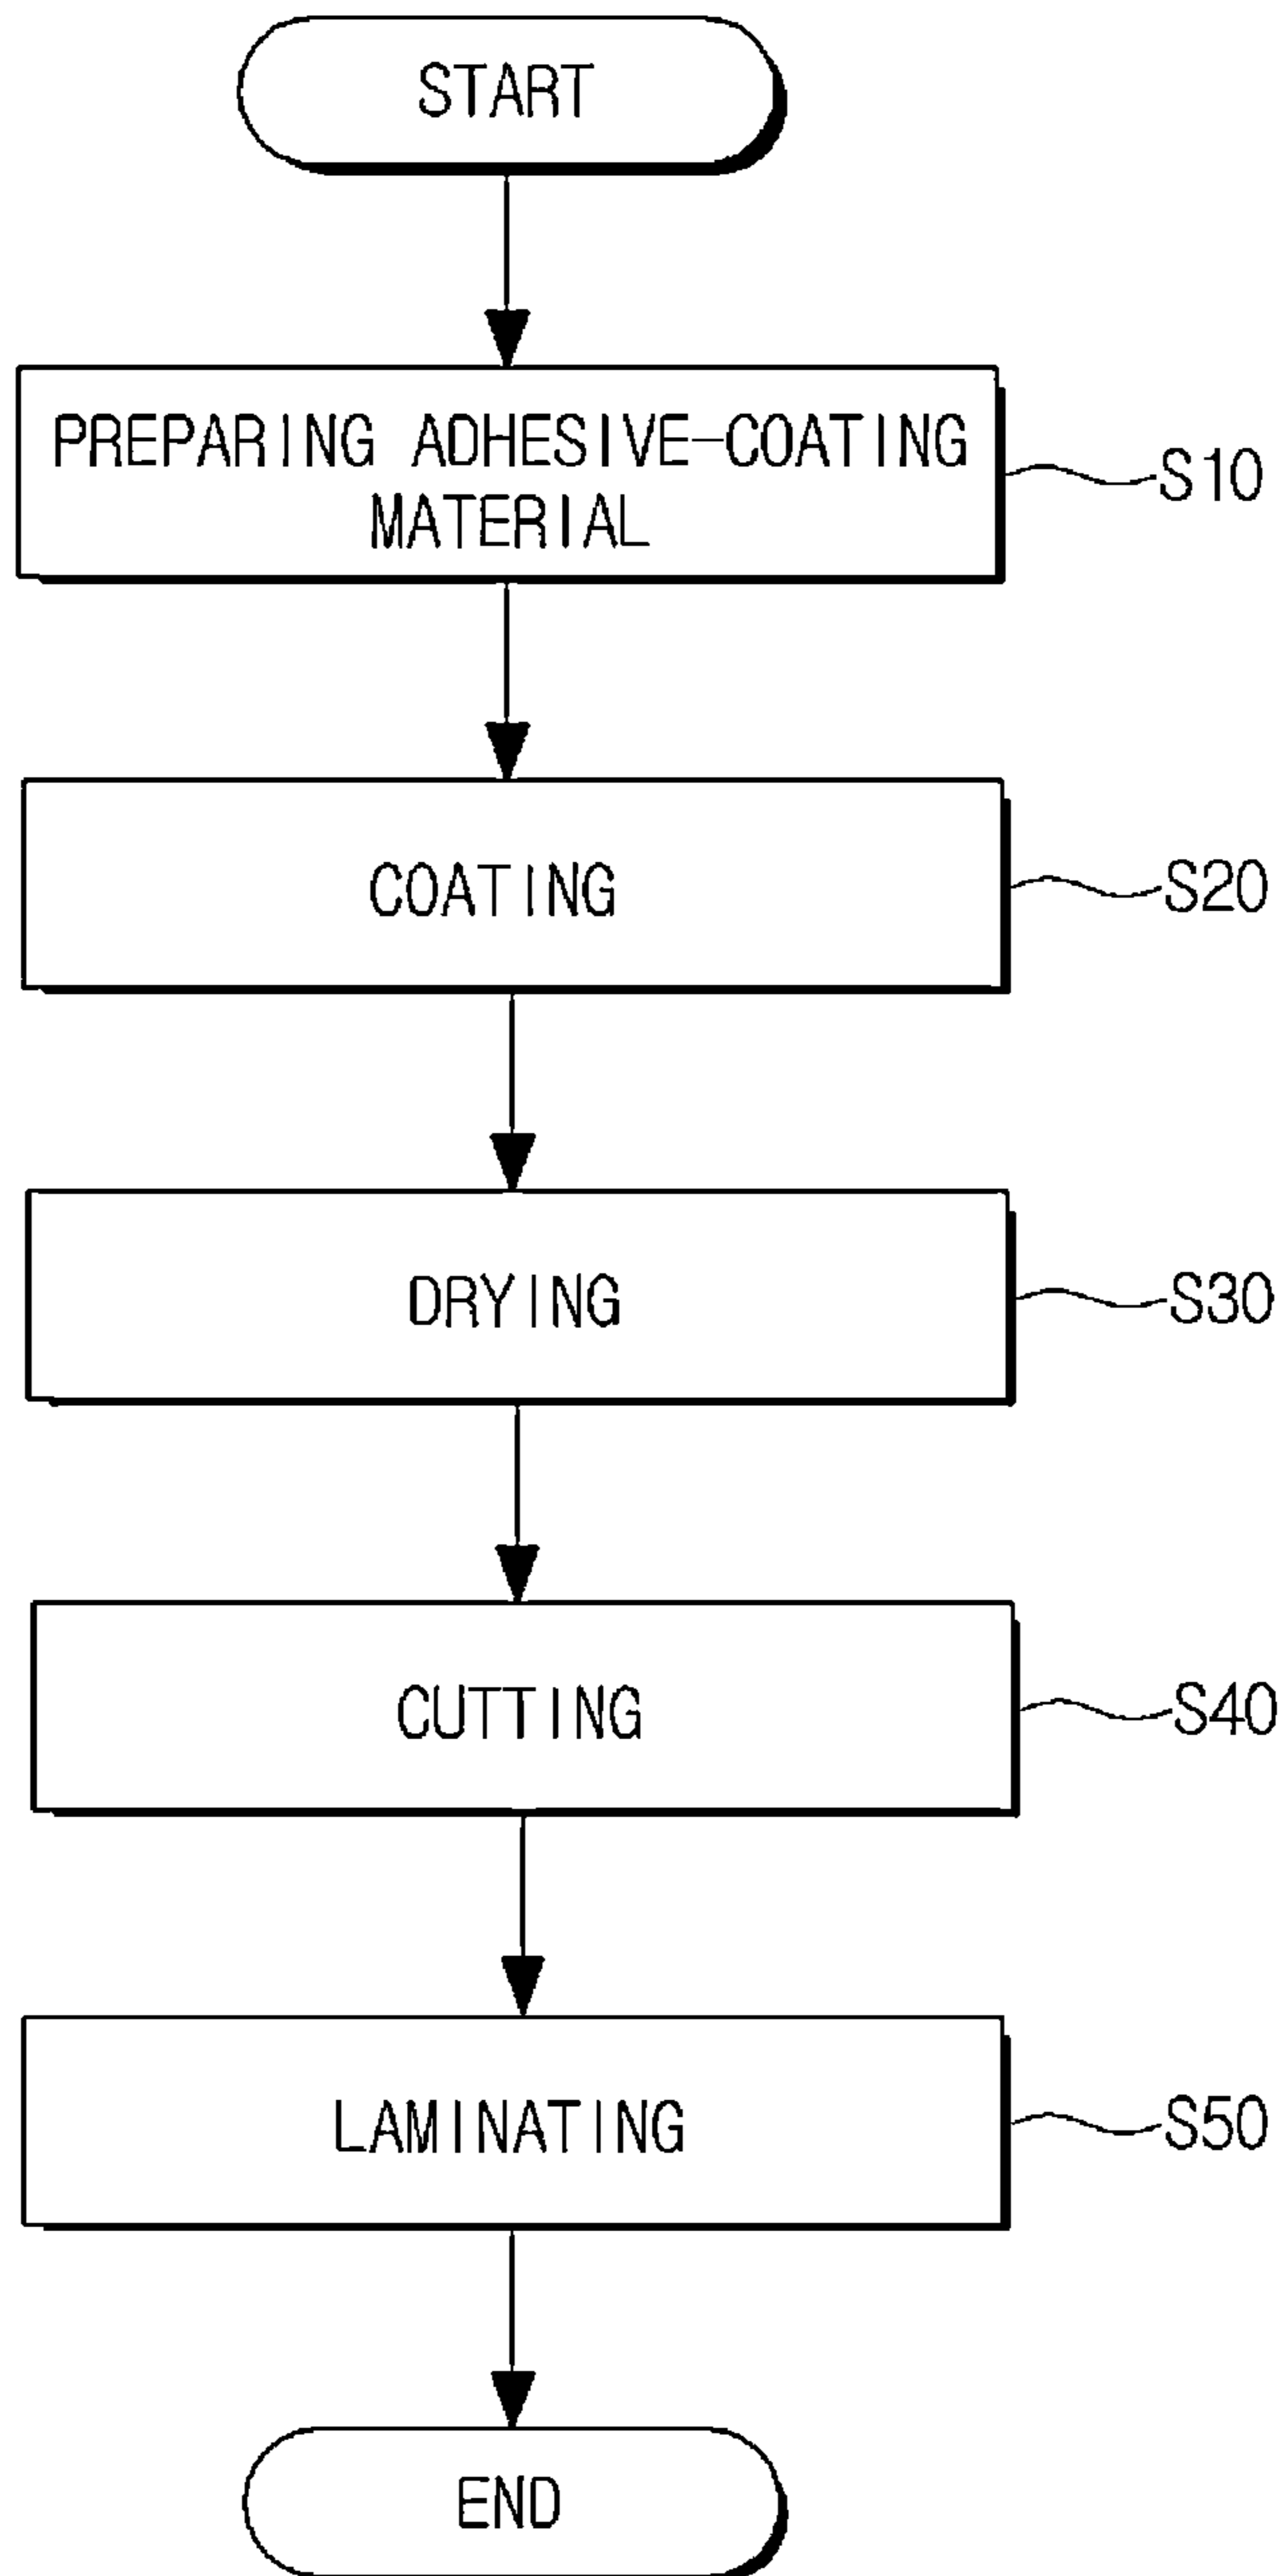 START
PREPARING ADHESIVE-COATING
MATERIAL
S10
COATING
S20
DRYING
S30
CUTTING
S40
LAMINATING
S50
END